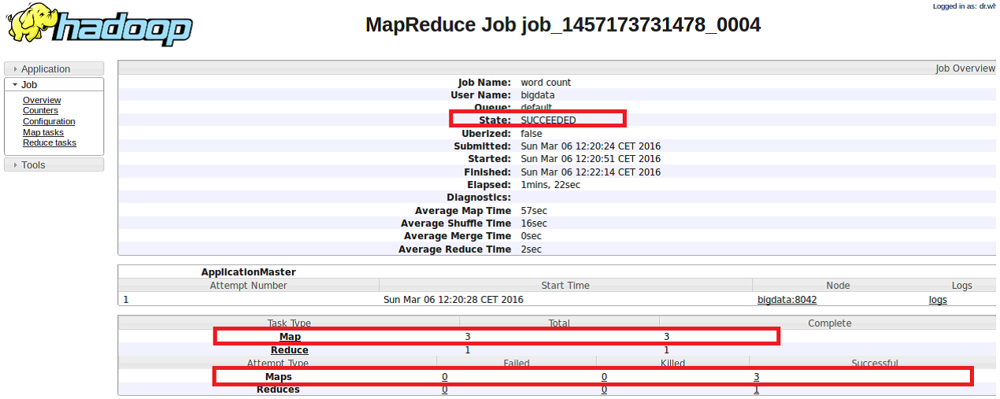 Logged in as: dr.wh
hadoop
MapReduce Job job_1457173731478_0004
Application
Job
Overview
Counters
Configuration
Map tasks
Reduce tasks
Tools
Job Overview
Job Name: word count
User Name: bigdata
Queue: default
State: SUCCEEDED
Uberized: false
Submitted: Sun Mar 06 12:20:24 CET 2016
Started: Sun Mar 06 12:20:51 CET 2016
Finished: Sun Mar 06 12:22:14 CET 2016
Elapsed: 1mins, 22sec
Diagnostics:
Average Map Time 57sec
Average Shuffle Time 16sec
Average Merge Time 0sec
Average Reduce Time 2sec
ApplicationMaster
Attempt Number Start Time Node Logs
1 Sun Mar 06 12:20:28 CET 2016 bigdata:8042 logs
Task Type Total Complete
Map 3 3
Reduce 1 1
Attempt Type Failed Killed Successful
Maps 0 0 3
Reduces 0 0 1